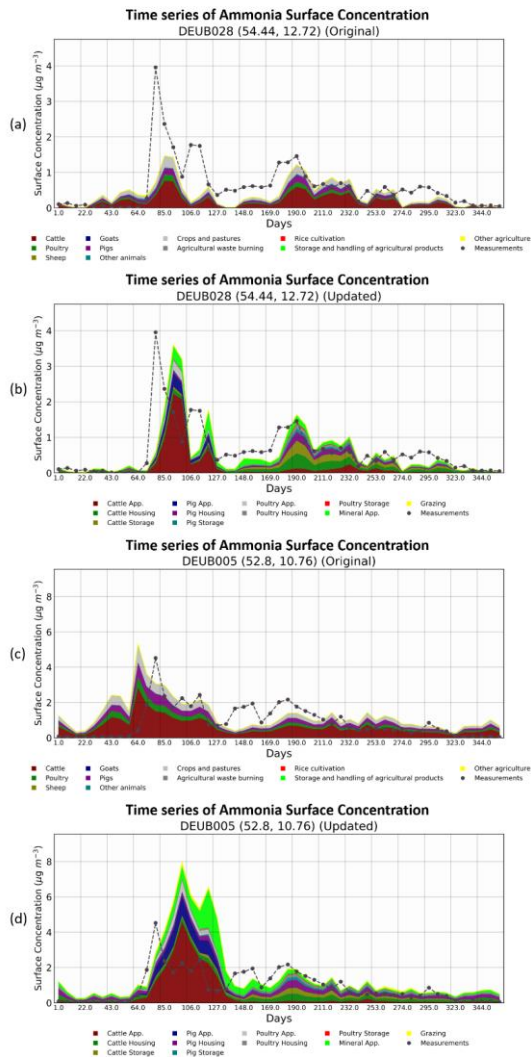 Time series of Ammonia Surface Concentration
DEUB028 (54.44, 12.72) (Original)
(a)
Surface Concentration (μg m⁻³)
4
3
2
1
0
1.0 22.0 43.0 64.0 85.0 106.0 127.0 148.0 169.0 190.0 211.0 232.0 253.0 274.0 295.0 323.0 344.0
Days
Cattle Goats Crops and pastures Rice cultivation Other agriculture
Poultry Pigs Agricultural waste burning Storage and handling of agricultural products Measurements
Sheep Other animals
Time series of Ammonia Surface Concentration
DEUB028 (54.44, 12.72) (Updated)
(b)
Surface Concentration (μg m⁻³)
4
3
2
1
0
1.0 22.0 43.0 64.0 85.0 106.0 127.0 148.0 169.0 190.0 211.0 232.0 253.0 274.0 295.0 323.0 344.0
Days
Cattle App. Pig App. Poultry App. Poultry Storage Grazing
Cattle Housing Pig Housing Poultry Housing Mineral App. Measurements
Cattle Storage Pig Storage
Time series of Ammonia Surface Concentration
DEUB005 (52.8, 10.76) (Original)
(c)
Surface Concentration (μg m⁻³)
8
6
4
2
0
1.0 22.0 43.0 64.0 85.0 106.0 127.0 148.0 169.0 190.0 211.0 232.0 253.0 274.0 295.0 323.0 344.0
Days
Cattle Goats Crops and pastures Rice cultivation Other agriculture
Poultry Pigs Agricultural waste burning Storage and handling of agricultural products Measurements
Sheep Other animals
Time series of Ammonia Surface Concentration
DEUB005 (52.8, 10.76) (Updated)
(d)
Surface Concentration (μg m⁻³)
8
6
4
2
0
1.0 22.0 43.0 64.0 85.0 106.0 127.0 148.0 169.0 190.0 211.0 232.0 253.0 274.0 295.0 323.0 344.0
Days
Cattle App. Pig App. Poultry App. Poultry Storage Grazing
Cattle Housing Pig Housing Poultry Housing Mineral App. Measurements
Cattle Storage Pig Storage